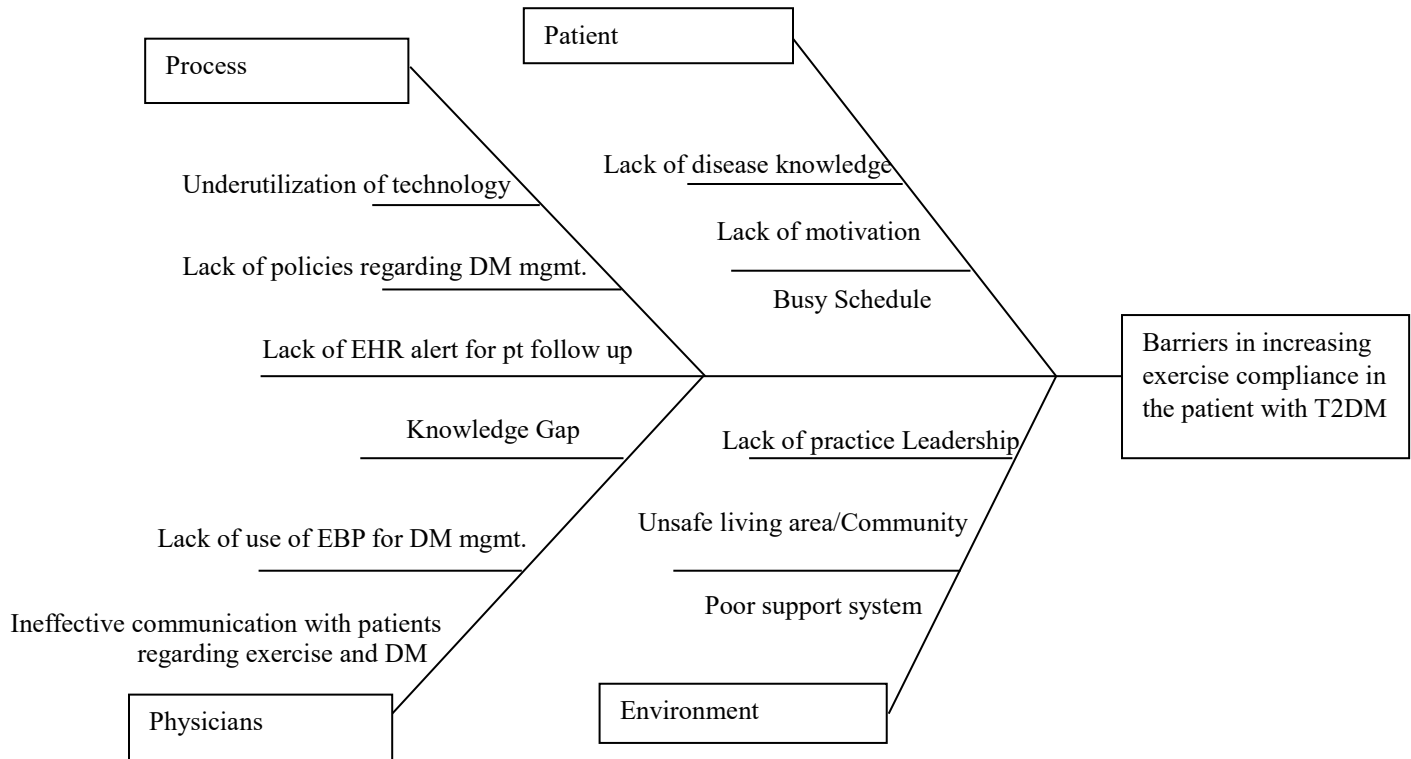 Patient
Process
Lack of disease knowledge
Underutilization of technology
Lack of motivation
Lack of policies regarding DM mgmt.
Busy Schedule
Lack of EHR alert for pt follow up
Barriers in increasing
exercise compliance in
the patient with T2DM
Knowledge Gap
Lack of practice Leadership
Unsafe living area/Community
Lack of use of EBP for DM mgmt.
Poor support system
Ineffective communication with patients
regarding exercise and DM
Physicians
Environment